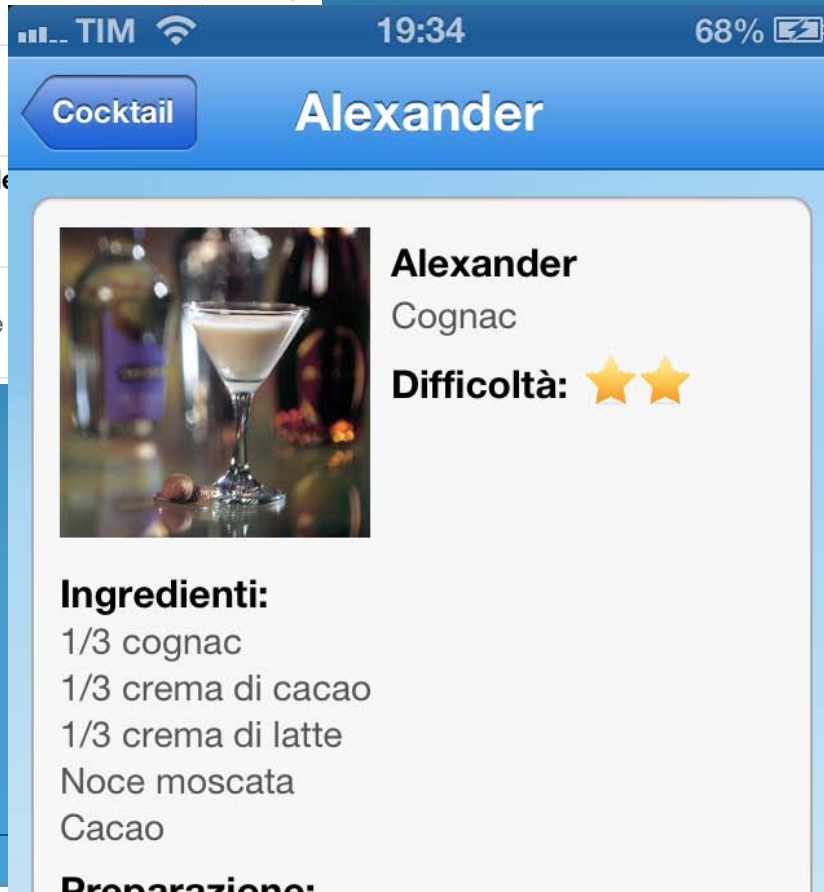 TIM 19:34 68%
Cocktail Alexander
Alexander
Cognac
Difficoltà:
Ingredienti:
1/3 cognac
1/3 crema di cacao
1/3 crema di latte
Noce moscata
Cacao
Preparazione: